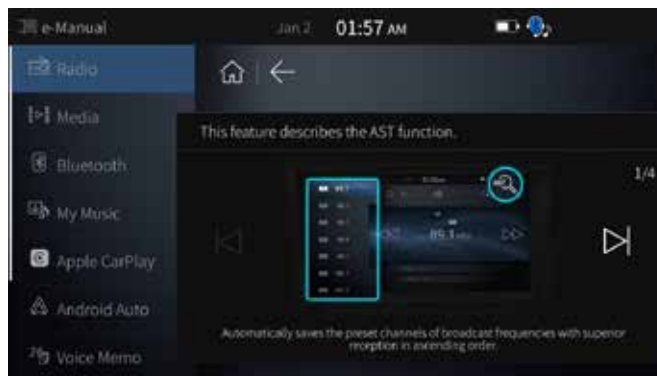 e-Manual
Jan 2 01:57 AM
Radio
Media
Bluetooth
My Music
Apple CarPlay
Android Auto
Voice Memo
This feature describes the AST function.
1/4
89.1
Automatically saves the preset channels of broadcast frequencies with superior
reception in ascending order.